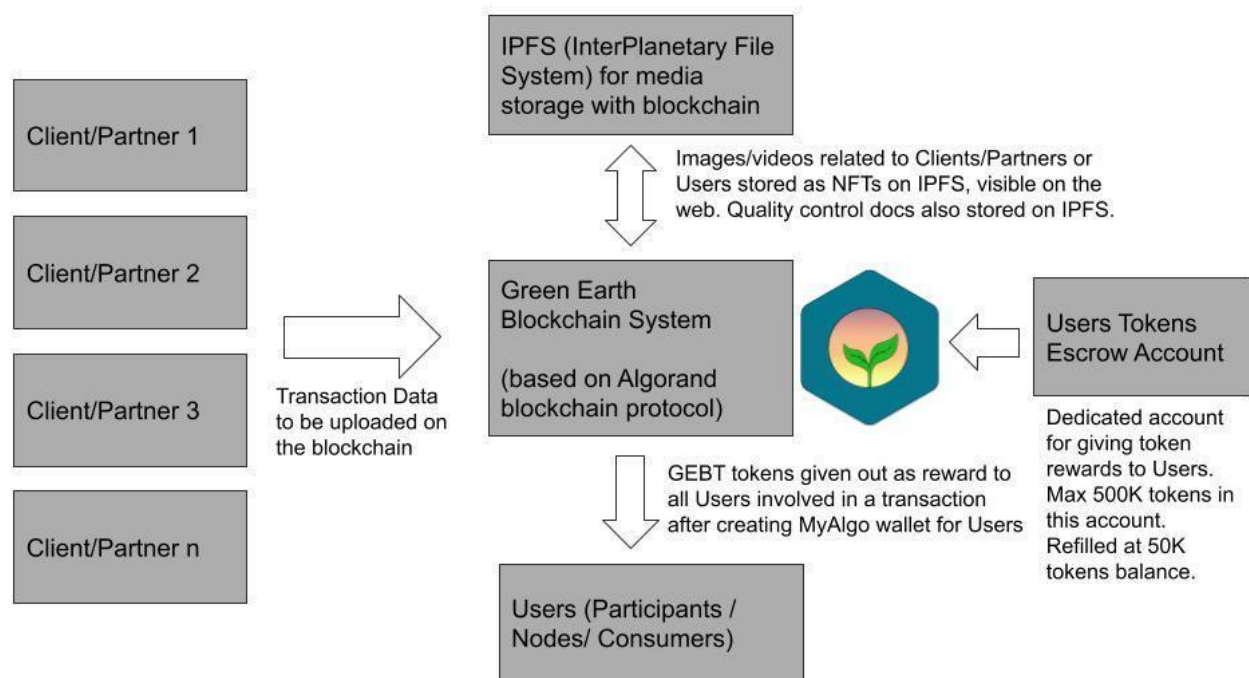 IPFS (InterPlanetary File
System) for media
storage with blockchain
Client/Partner 1
Images/videos related to Clients/Partners or
Users stored as NFTs on IPFS, visible on the
web. Quality control docs also stored on IPFS.
Client/Partner 2
Green Earth
Blockchain System
(based on Algorand
blockchain protocol)
Users Tokens
Escrow Account
Client/Partner 3
Transaction Data
to be uploaded on
the blockchain
Dedicated account
for giving token
rewards to Users.
Max 500K tokens in
this account.
Refilled at 50K
tokens balance.
GEBT tokens given out as reward to
all Users involved in a transaction
after creating MyAlgo wallet for Users
Client/Partner n
Users (Participants /
Nodes/ Consumers)